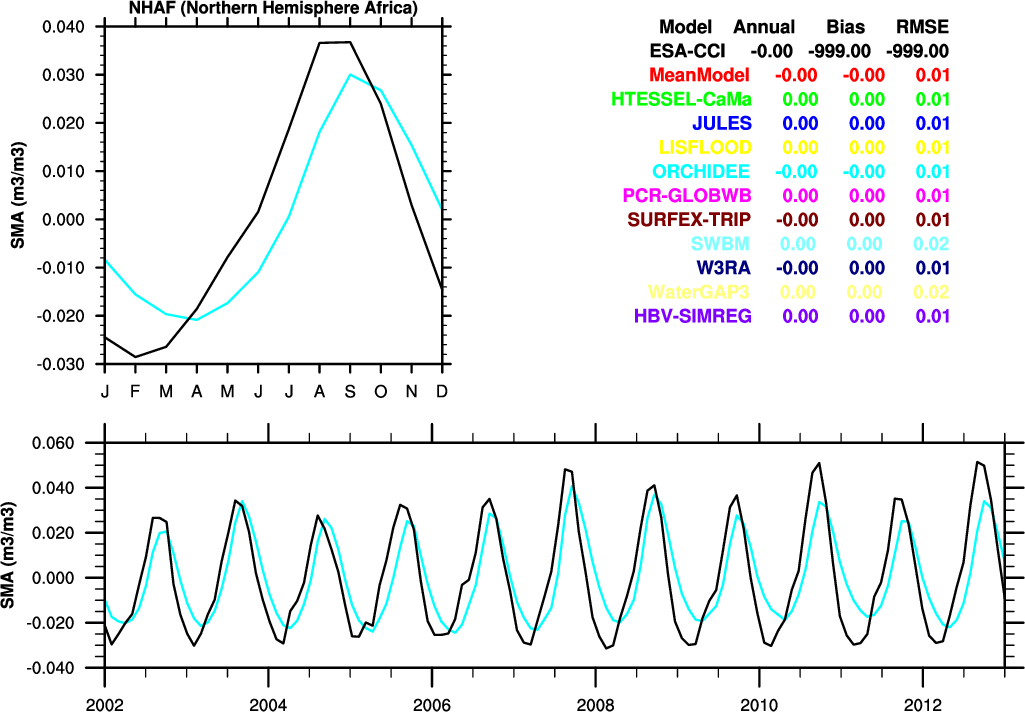 NHAF (Northern Hemisphere Africa)
0.040
0.030
0.020
0.010
0.000
-0.010
-0.020
-0.030
SMA (m3/m3)
J F M A M J J A S O N D
Model Annual Bias RMSE
ESA-CCI -0.00 -999.00 -999.00
MeanModel -0.00 -0.00 0.01
HTESSEL-CaMa 0.00 0.00 0.01
JULES 0.00 0.00 0.01
LISFLOOD 0.00 0.00 0.01
ORCHIDEE -0.00 -0.00 0.01
PCR-GLOBWB 0.00 0.00 0.01
SURFEX-TRIP -0.00 0.00 0.01
SWBM 0.00 0.00 0.02
W3RA -0.00 0.00 0.01
WaterGAP3 0.00 0.00 0.02
HBV-SIMREG 0.00 0.00 0.01
0.060
0.040
0.020
0.000
-0.020
-0.040
SMA (m3/m3)
2002 2004 2006 2008 2010 2012